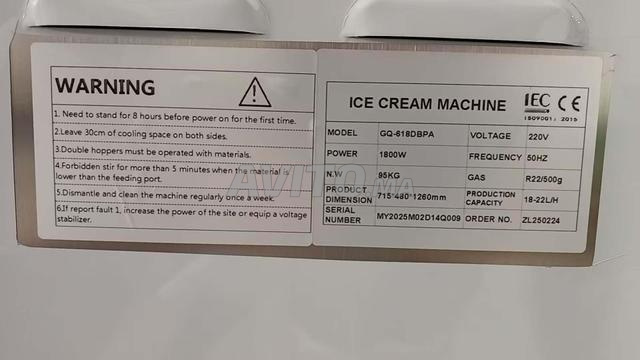 WARNING
1. Need to stand for 8 hours before power on for the first time.
2.Leave 30cm of cooling space on both sides.
3.Double hoppers must be operated with materials.
4.Forbidden stir for more than 5 minutes when the material is
lower than the feeding port.
5.Dismantle and clean the machine regularly once a week.
6.If report fault 1, increase the power of the site or equip a voltage
stabilizer.
ICE CREAM MACHINE IEC CE
ISO9001: 2015
MODEL GQ-618DBPA VOLTAGE 220V
POWER 1800W FREQUENCY 50HZ
N.W 95KG GAS R22/500g
PRODUCT DIMENSION 715*480*1260mm PRODUCTION CAPACITY 18-22L/H
SERIAL NUMBER MY2025M02D14Q009 ORDER NO. ZL250224
AVITO.ma